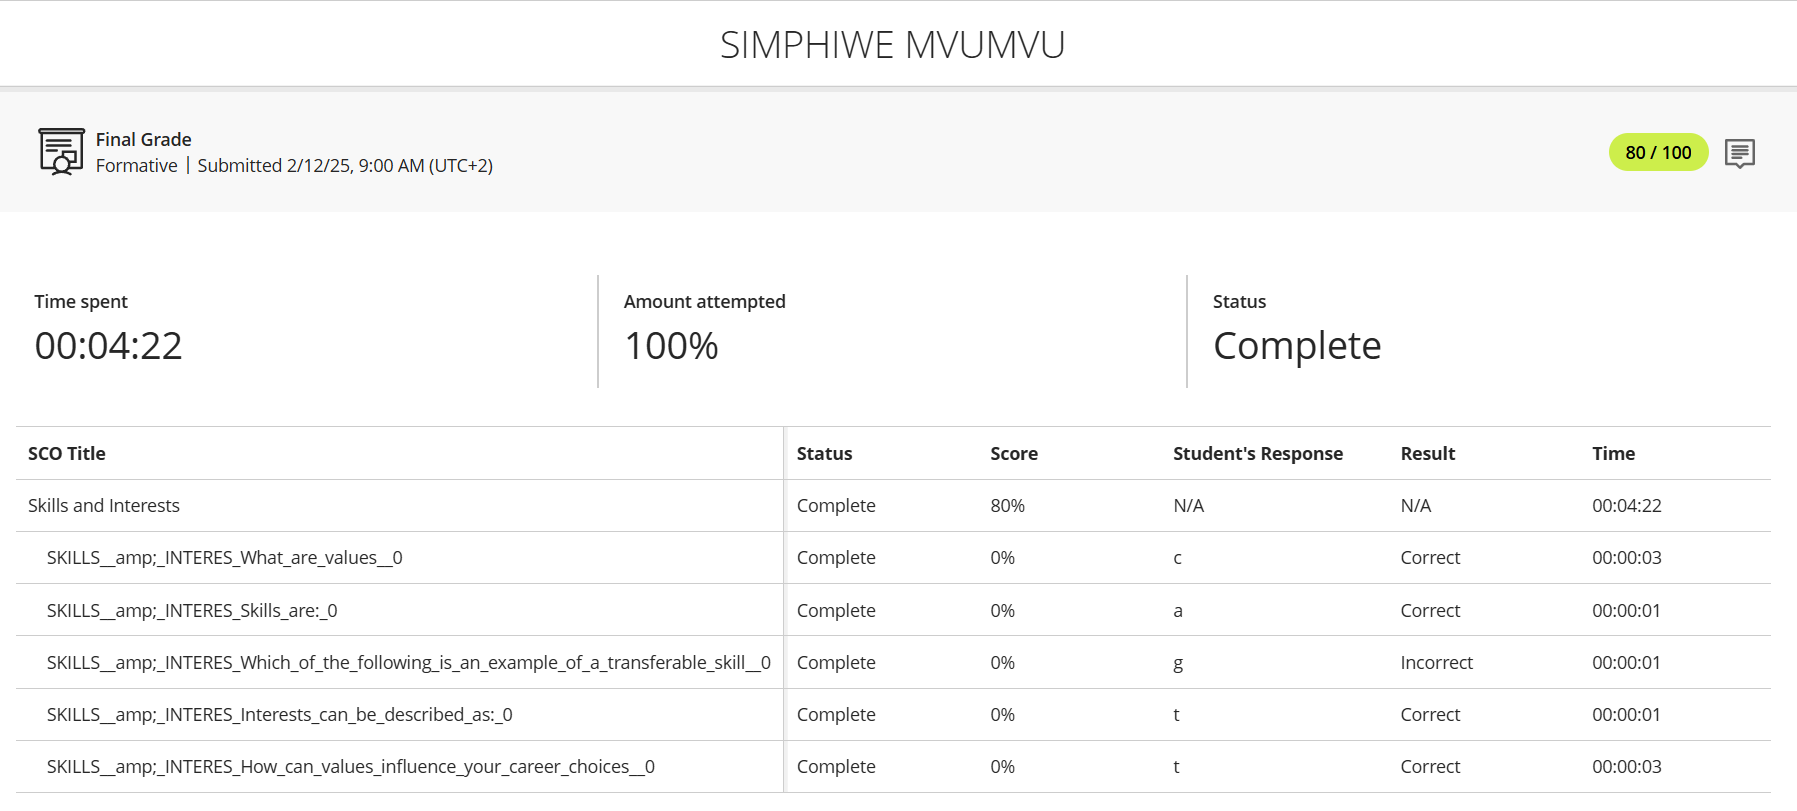 SIMPHIWE MVUMVU
Final Grade
Formative | Submitted 2/12/25, 9:00 AM (UTC+2)
80 / 100
Time spent
00:04:22
Amount attempted
100%
Status
Complete
SCO Title Status Score Student's Response Result Time
Skills and Interests Complete 80% N/A N/A 00:04:22
SKILLS__amp;_INTERES_What_are_values__0 Complete 0% c Correct 00:00:03
SKILLS__amp;_INTERES_Skills_are:_0 Complete 0% a Correct 00:00:01
SKILLS__amp;_INTERES_Which_of_the_following_is_an_example_of_a_transferable_skill__0 Complete 0% g Incorrect 00:00:01
SKILLS__amp;_INTERES_Interests_can_be_described_as:_0 Complete 0% t Correct 00:00:01
SKILLS__amp;_INTERES_How_can_values_influence_your_career_choices__0 Complete 0% t Correct 00:00:03